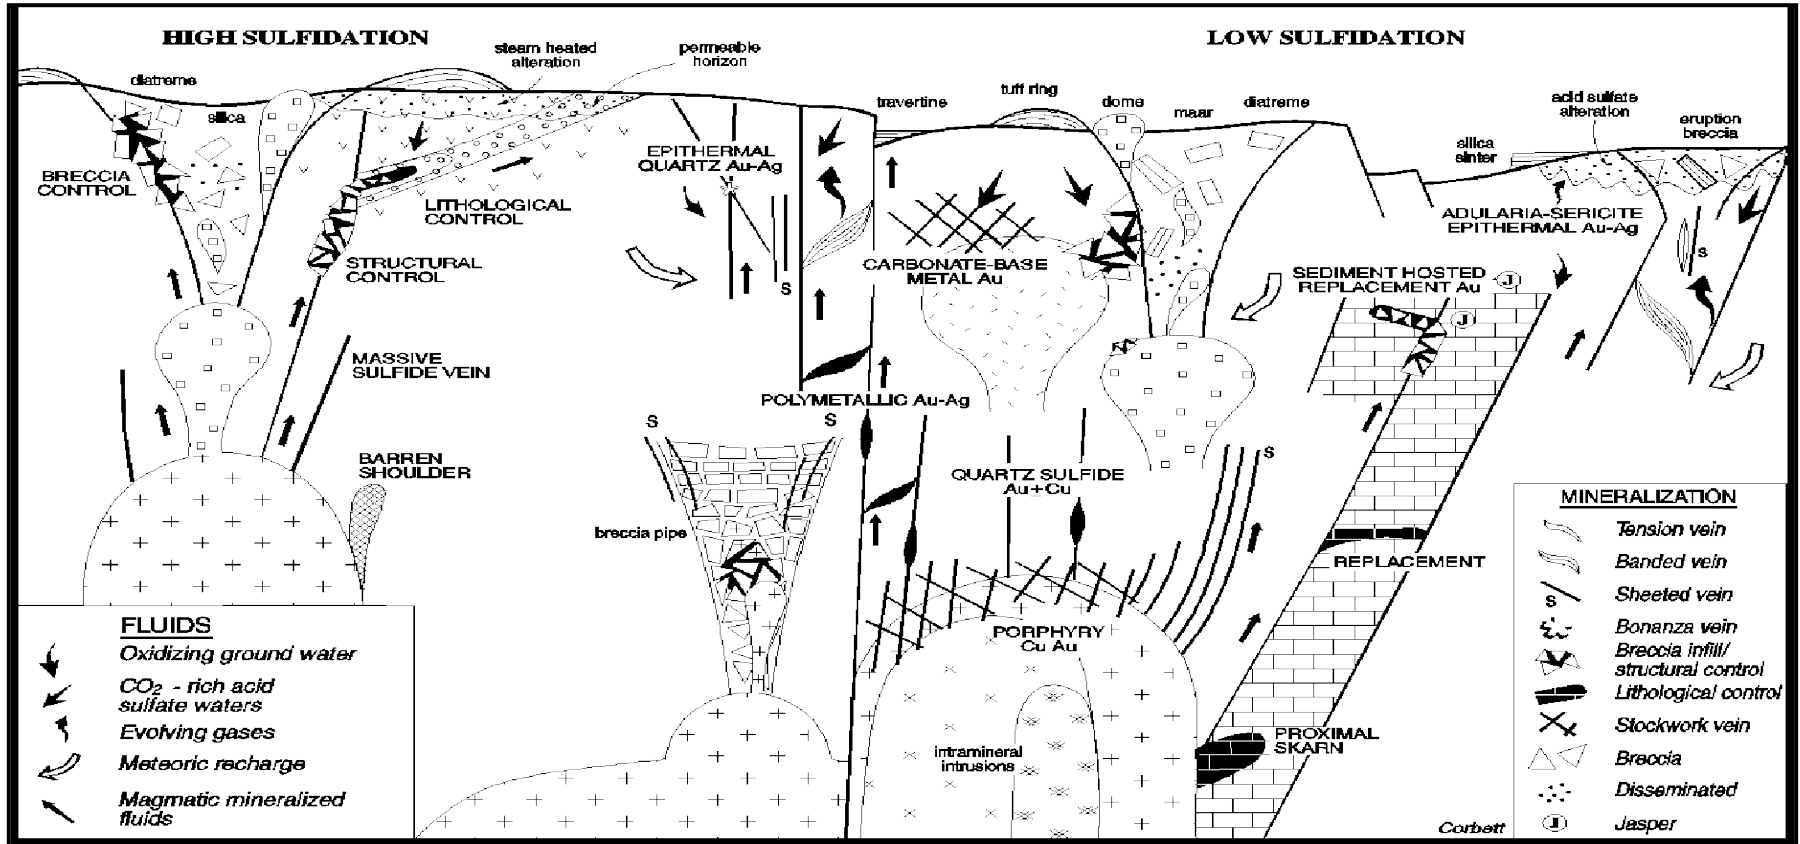 HIGH SULFIDATION
LOW SULFIDATION
steam heated
alteration
permeable
horizon
diatreme
silica
BRECCIA
CONTROL
LITHOLOGICAL
CONTROL
STRUCTURAL
CONTROL
MASSIVE
SULFIDE VEIN
BARREN
SHOULDER
EPITHERMAL
QUARTZ Au-Ag
S
travertine
tuff ring
dome
maar
diatreme
CARBONATE-BASE
METAL Au
POLYMETALLIC Au-Ag
S
S
breccia pipe
QUARTZ SULFIDE
Au+Cu
S
PORPHYRY
Cu Au
intramineral
intrusions
acid sulfate
alteration
eruption
breccia
silica
sinter
ADULARIA-SERICITE
EPITHERMAL Au-Ag
S
SEDIMENT HOSTED
REPLACEMENT Au
J
J
REPLACEMENT
PROXIMAL
SKARN
FLUIDS
Oxidizing ground water
CO2 - rich acid
sulfate waters
Evolving gases
Meteoric recharge
Magmatic mineralized
fluids
MINERALIZATION
Tension vein
Banded vein
S
Sheeted vein
Bonanza vein
Breccia infill/
structural control
Lithological control
Stockwork vein
Breccia
Disseminated
J
Jasper
Corbett